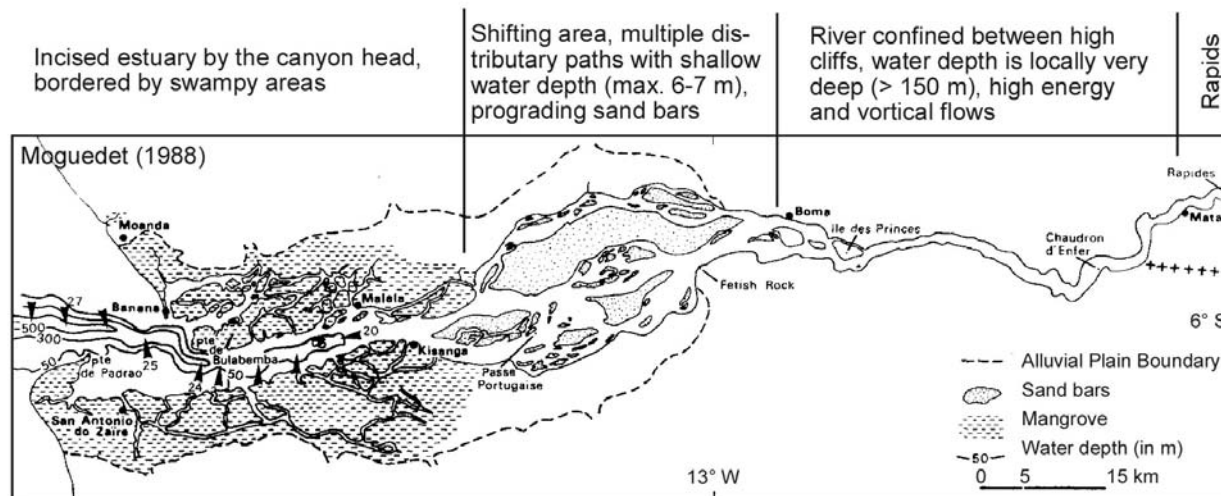 Incised estuary by the canyon head,
bordered by swampy areas
Shifting area, multiple dis-
tributary paths with shallow
water depth (max. 6-7 m),
prograding sand bars
River confined between high
cliffs, water depth is locally very
deep (> 150 m), high energy
and vortical flows
Rapids
Moguedet (1988)
Moanda
Banana
27
500
300
50
25
24
50
20
pte
de Padrao
pte
de
Bulabemba
San Antonio
do Zaire
Malela
Kisanga
Passe
Portugaise
Fetish Rock
Boma
ile des Princes
Chaudron
d'Enfer
Rapides
Mata
6° S
13° W
Alluvial Plain Boundary
Sand bars
Mangrove
50 Water depth (in m)
0 5 15 km